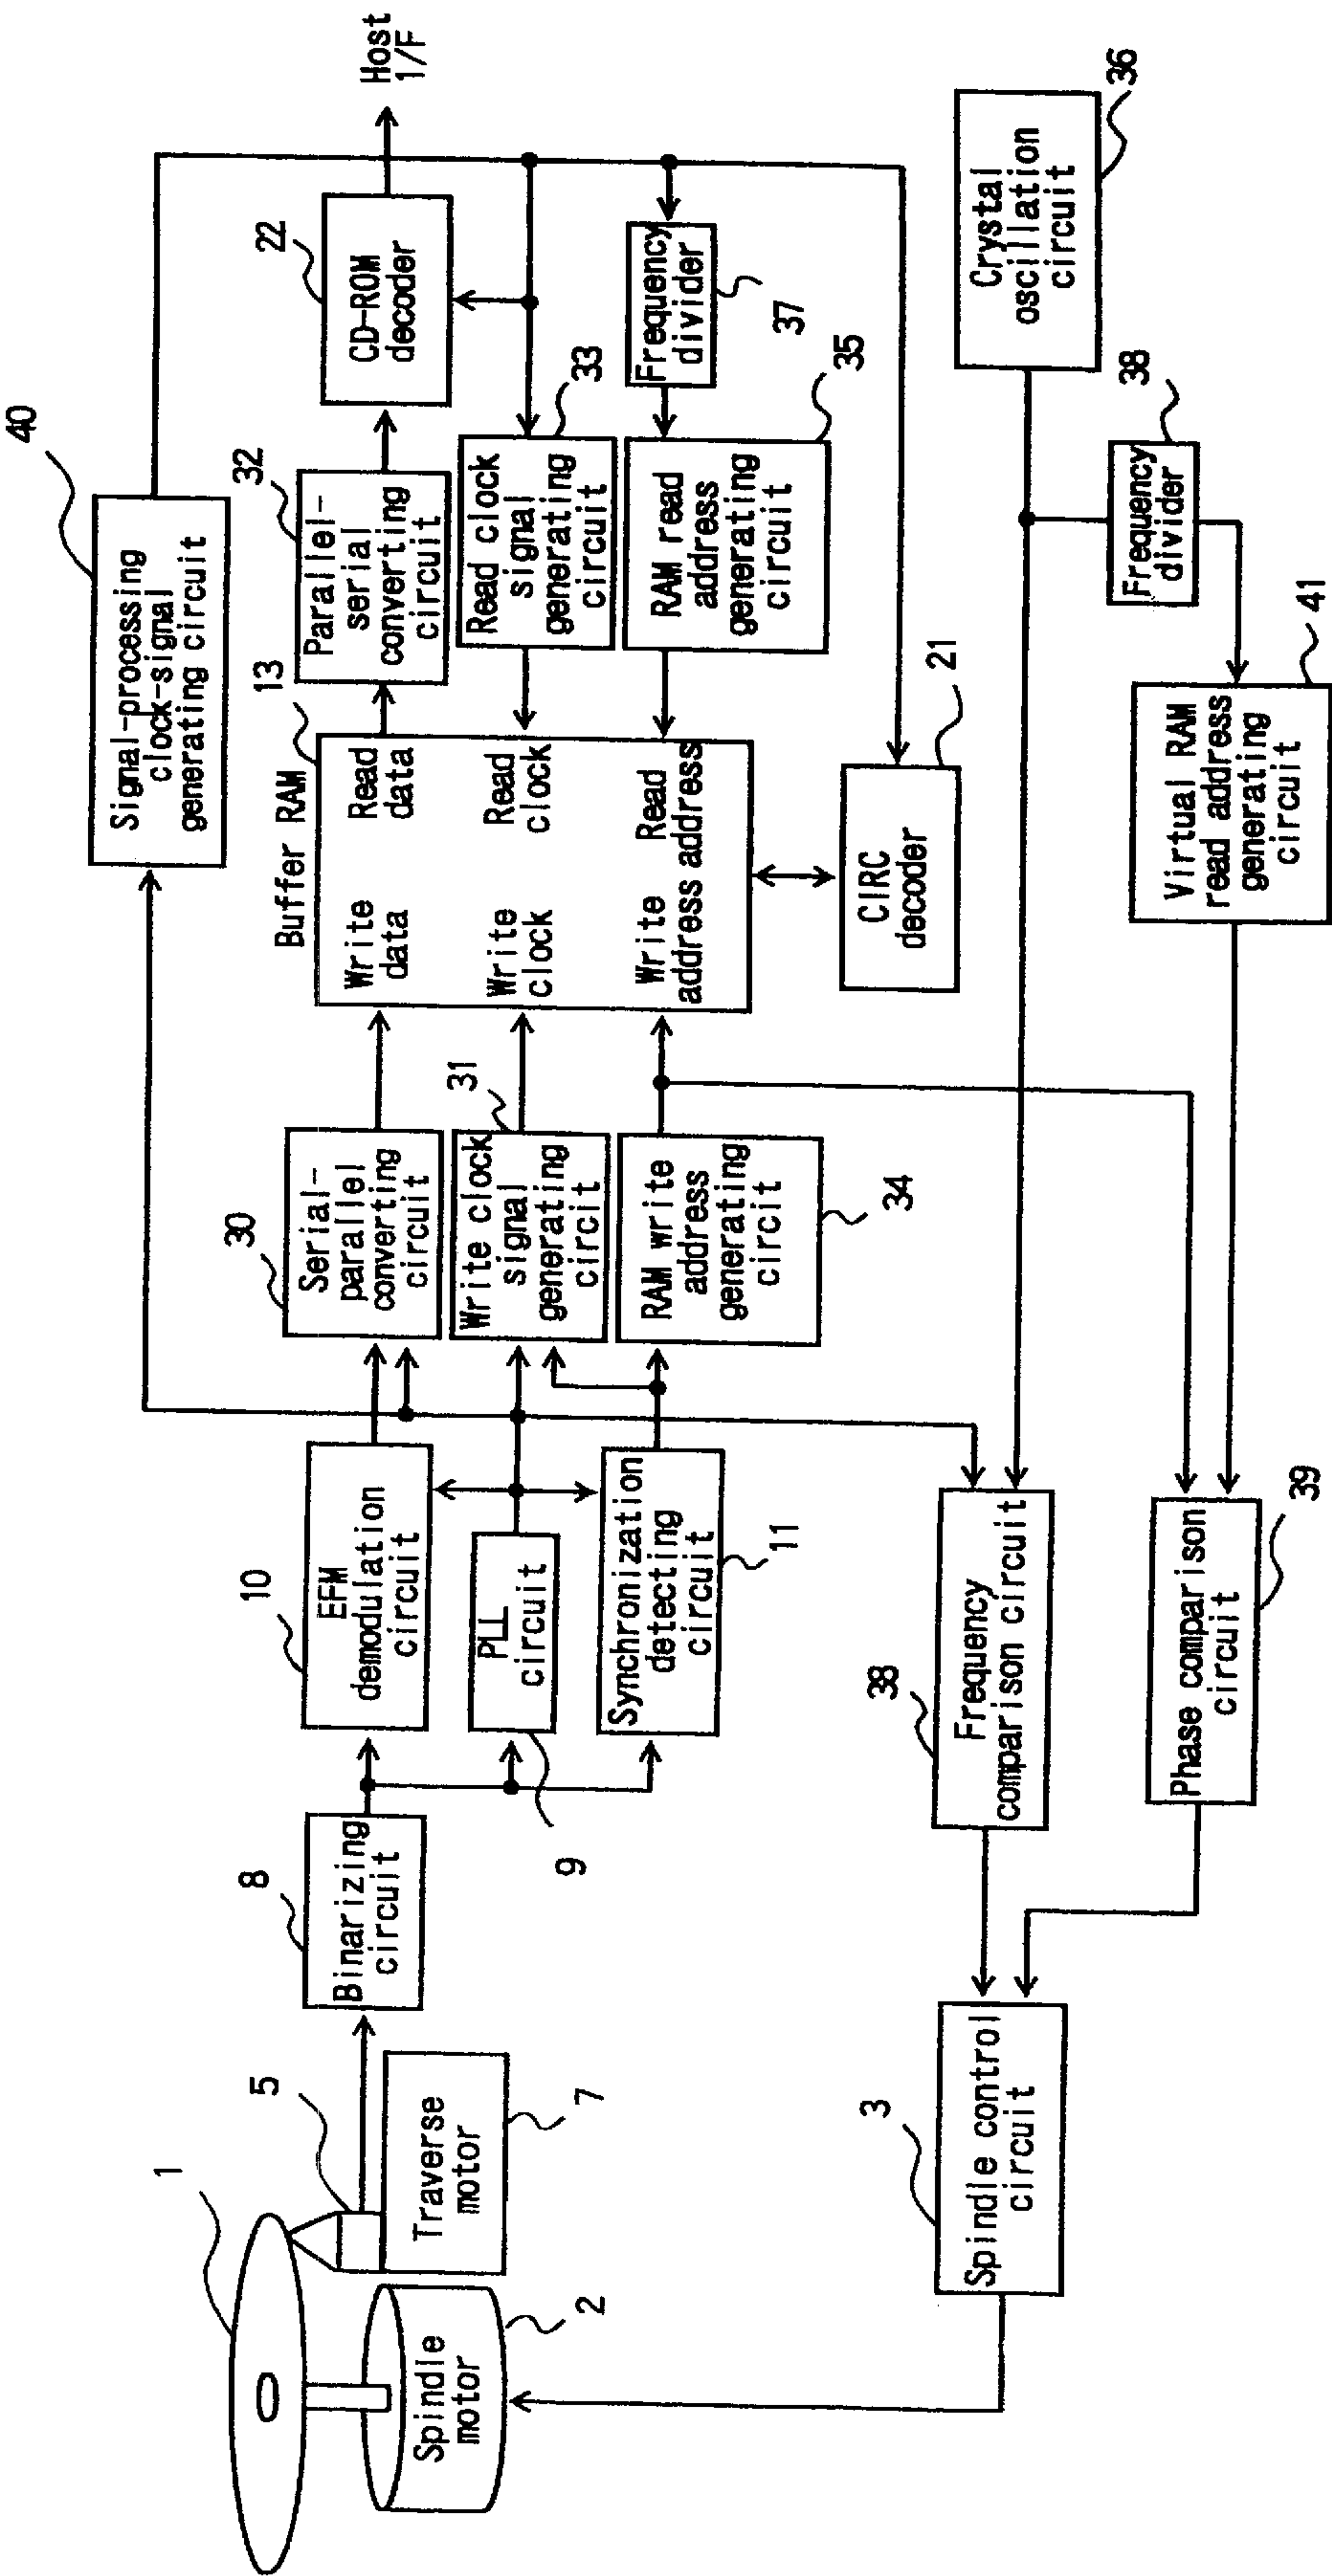 1
5
Spindle
motor
2
Traverse
motor
7
8
Binarizing
circuit
10
EFM
demodulation
circuit
PLL
circuit
9
Synchronization
detecting
circuit
11
30
Serial-
parallel
converting
circuit
31
Write clock
signal
generating
circit
RAM write
address
generating
circit
34
40
Signal-processing
clock-signal
generating circuit
13
Buffer RAM
Write
data
Read
data
Write
clock
Read
clock
Write
address
Read
address
32
Parallel-
serial
converting
circuit
33
Read clock
signal
generating
circuit
RAM read
address
generating
circuit
35
22
CD-ROM
decoder
Host
1/F
Frequency
divider
37
CIRC
decoder
21
Crystal
oscillation
circuit
36
38
Frequency
divider
Virtual RAM
read address
generating
circuit
41
38
Frequency
comparison circuit
Phase comparison
circuit
39
3
Spindle control
circuit